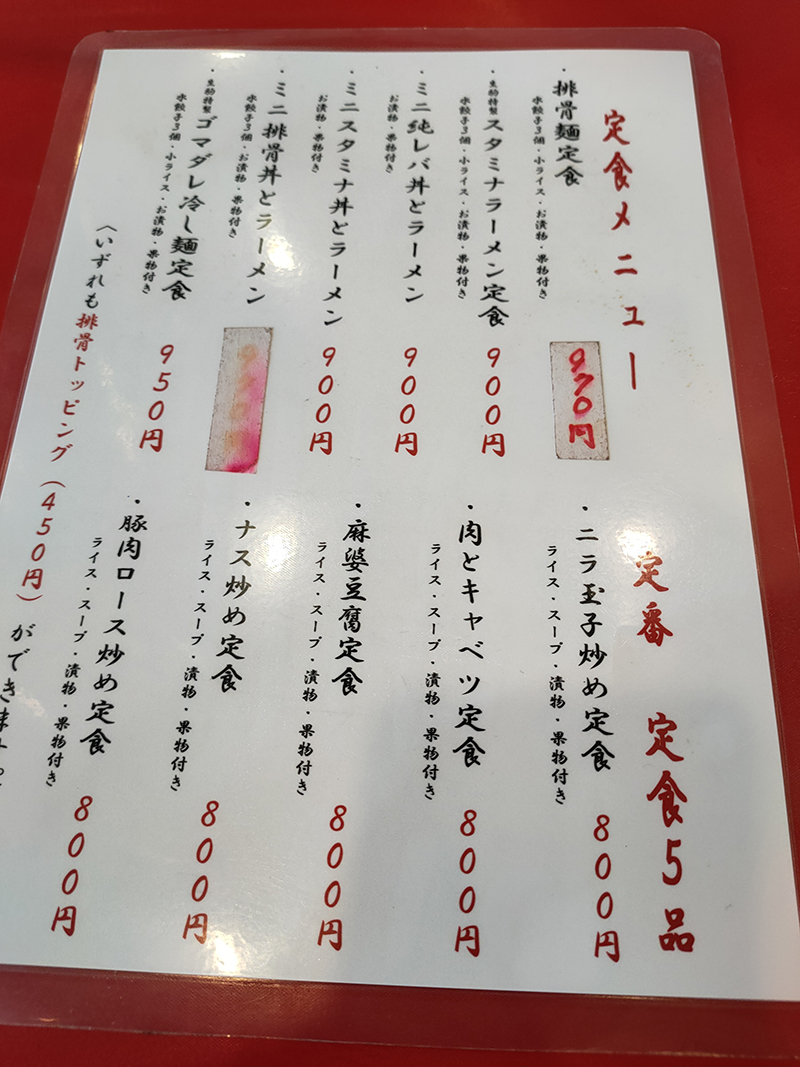 定食メニュー
・排骨麺定食
水餃子3個・小ライス・お漬物・果物付き
970円
・生駒特製 スタミナラーメン定食
水餃子3個・小ライス・お漬物・果物付き
900円
・ミニ純レバ丼とラーメン
お漬物・果物付き
900円
・ミニスタミナ丼とラーメン
お漬物・果物付き
900円
・ミニ排骨丼とラーメン
水餃子3個・お漬物・果物付き
・生駒特製 ゴマダレ冷し麺定食
水餃子3個・小ライス・お漬物・果物付き
950円
定番 定食5品
・ニラ玉子炒め定食
ライス・スープ・漬物・果物付き
800円
・肉とキャベツ定食
ライス・スープ・漬物・果物付き
800円
・麻婆豆腐定食
ライス・スープ・漬物・果物付き
800円
・ナス炒め定食
ライス・スープ・漬物・果物付き
800円
・豚肉ロース炒め定食
ライス・スープ・漬物・果物付き
800円
(いずれも排骨トッピング(450円)ができます